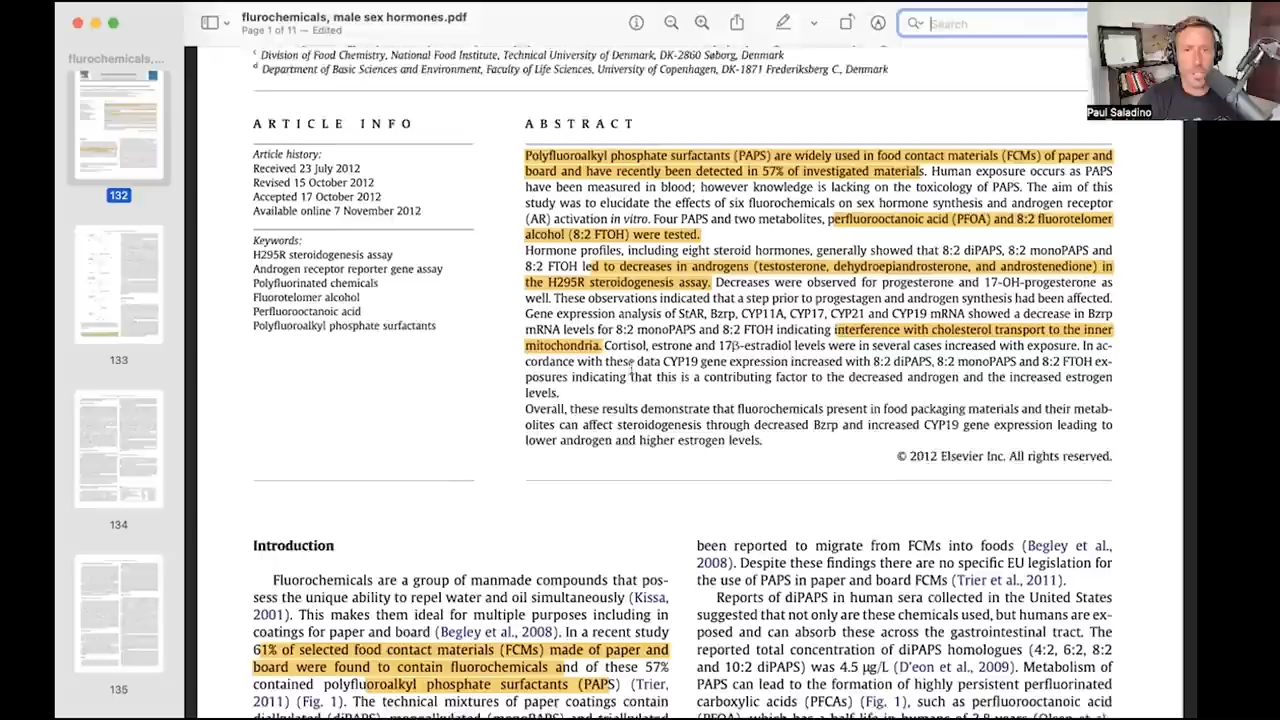 flurochemicals, male sex hormones.pdf
Page 1 of 11 — Edited
Search
Paul Saladino
flurochemicals,...
132
133
134
135
c Division of Food Chemistry, National Food Institute, Technical University of Denmark, DK-2860 Søborg, Denmark
d Department of Basic Sciences and Environment, Faculty of Life Sciences, University of Copenhagen, DK-1871 Frederiksberg C., Denmark
ARTICLE INFO
Article history:
Received 23 July 2012
Revised 15 October 2012
Accepted 17 October 2012
Available online 7 November 2012
Keywords:
H295R steroidogenesis assay
Androgen receptor reporter gene assay
Polyfluorinated chemicals
Fluorotelomer alcohol
Perfluorooctanoic acid
Polyfluoroalkyl phosphate surfactants
ABSTRACT
Polyfluoroalkyl phosphate surfactants (PAPS) are widely used in food contact materials (FCMs) of paper and
board and have recently been detected in 57% of investigated materials. Human exposure occurs as PAPS
have been measured in blood; however knowledge is lacking on the toxicology of PAPS. The aim of this
study was to elucidate the effects of six fluorochemicals on sex hormone synthesis and androgen receptor
(AR) activation in vitro. Four PAPS and two metabolites, perfluorooctanoic acid (PFOA) and 8:2 fluorotelomer
alcohol (8:2 FTOH) were tested.
Hormone profiles, including eight steroid hormones, generally showed that 8:2 diPAPS, 8:2 monoPAPS and
8:2 FTOH led to decreases in androgens (testosterone, dehydroepiandrosterone, and androstenedione) in
the H295R steroidogenesis assay. Decreases were observed for progesterone and 17-OH-progesterone as
well. These observations indicated that a step prior to progestagen and androgen synthesis had been affected.
Gene expression analysis of StAR, Bzrp, CYP11A, CYP17, CYP21 and CYP19 mRNA showed a decrease in Bzrp
mRNA levels for 8:2 monoPAPS and 8:2 FTOH indicating interference with cholesterol transport to the inner
mitochondria. Cortisol, estrone and 17β-estradiol levels were in several cases increased with exposure. In ac-
cordance with these data CYP19 gene expression increased with 8:2 diPAPS, 8:2 monoPAPS and 8:2 FTOH ex-
posures indicating that this is a contributing factor to the decreased androgen and the increased estrogen
levels.
Overall, these results demonstrate that fluorochemicals present in food packaging materials and their metab-
olites can affect steroidogenesis through decreased Bzrp and increased CYP19 gene expression leading to
lower androgen and higher estrogen levels.
© 2012 Elsevier Inc. All rights reserved.
Introduction
Fluorochemicals are a group of manmade compounds that pos-
sess the unique ability to repel water and oil simultaneously (Kissa,
2001). This makes them ideal for multiple purposes including in
coatings for paper and board (Begley et al., 2008). In a recent study
61% of selected food contact materials (FCMs) made of paper and
board were found to contain fluorochemicals and of these 57%
contained polyfluoroalkyl phosphate surfactants (PAPS) (Trier,
2011) (Fig. 1). The technical mixtures of paper coatings contain
been reported to migrate from FCMs into foods (Begley et al.,
2008). Despite these findings there are no specific EU legislation for
the use of PAPS in paper and board FCMs (Trier et al., 2011).
Reports of diPAPS in human sera collected in the United States
suggested that not only are these chemicals used, but humans are ex-
posed and can absorb these across the gastrointestinal tract. The
reported total concentration of diPAPS homologues (4:2, 6:2, 8:2
and 10:2 diPAPS) was 4.5 μg/L (D'eon et al., 2009). Metabolism of
PAPS can lead to the formation of highly persistent perfluorinated
carboxylic acids (PFCAs) (Fig. 1), such as perfluorooctanoic acid